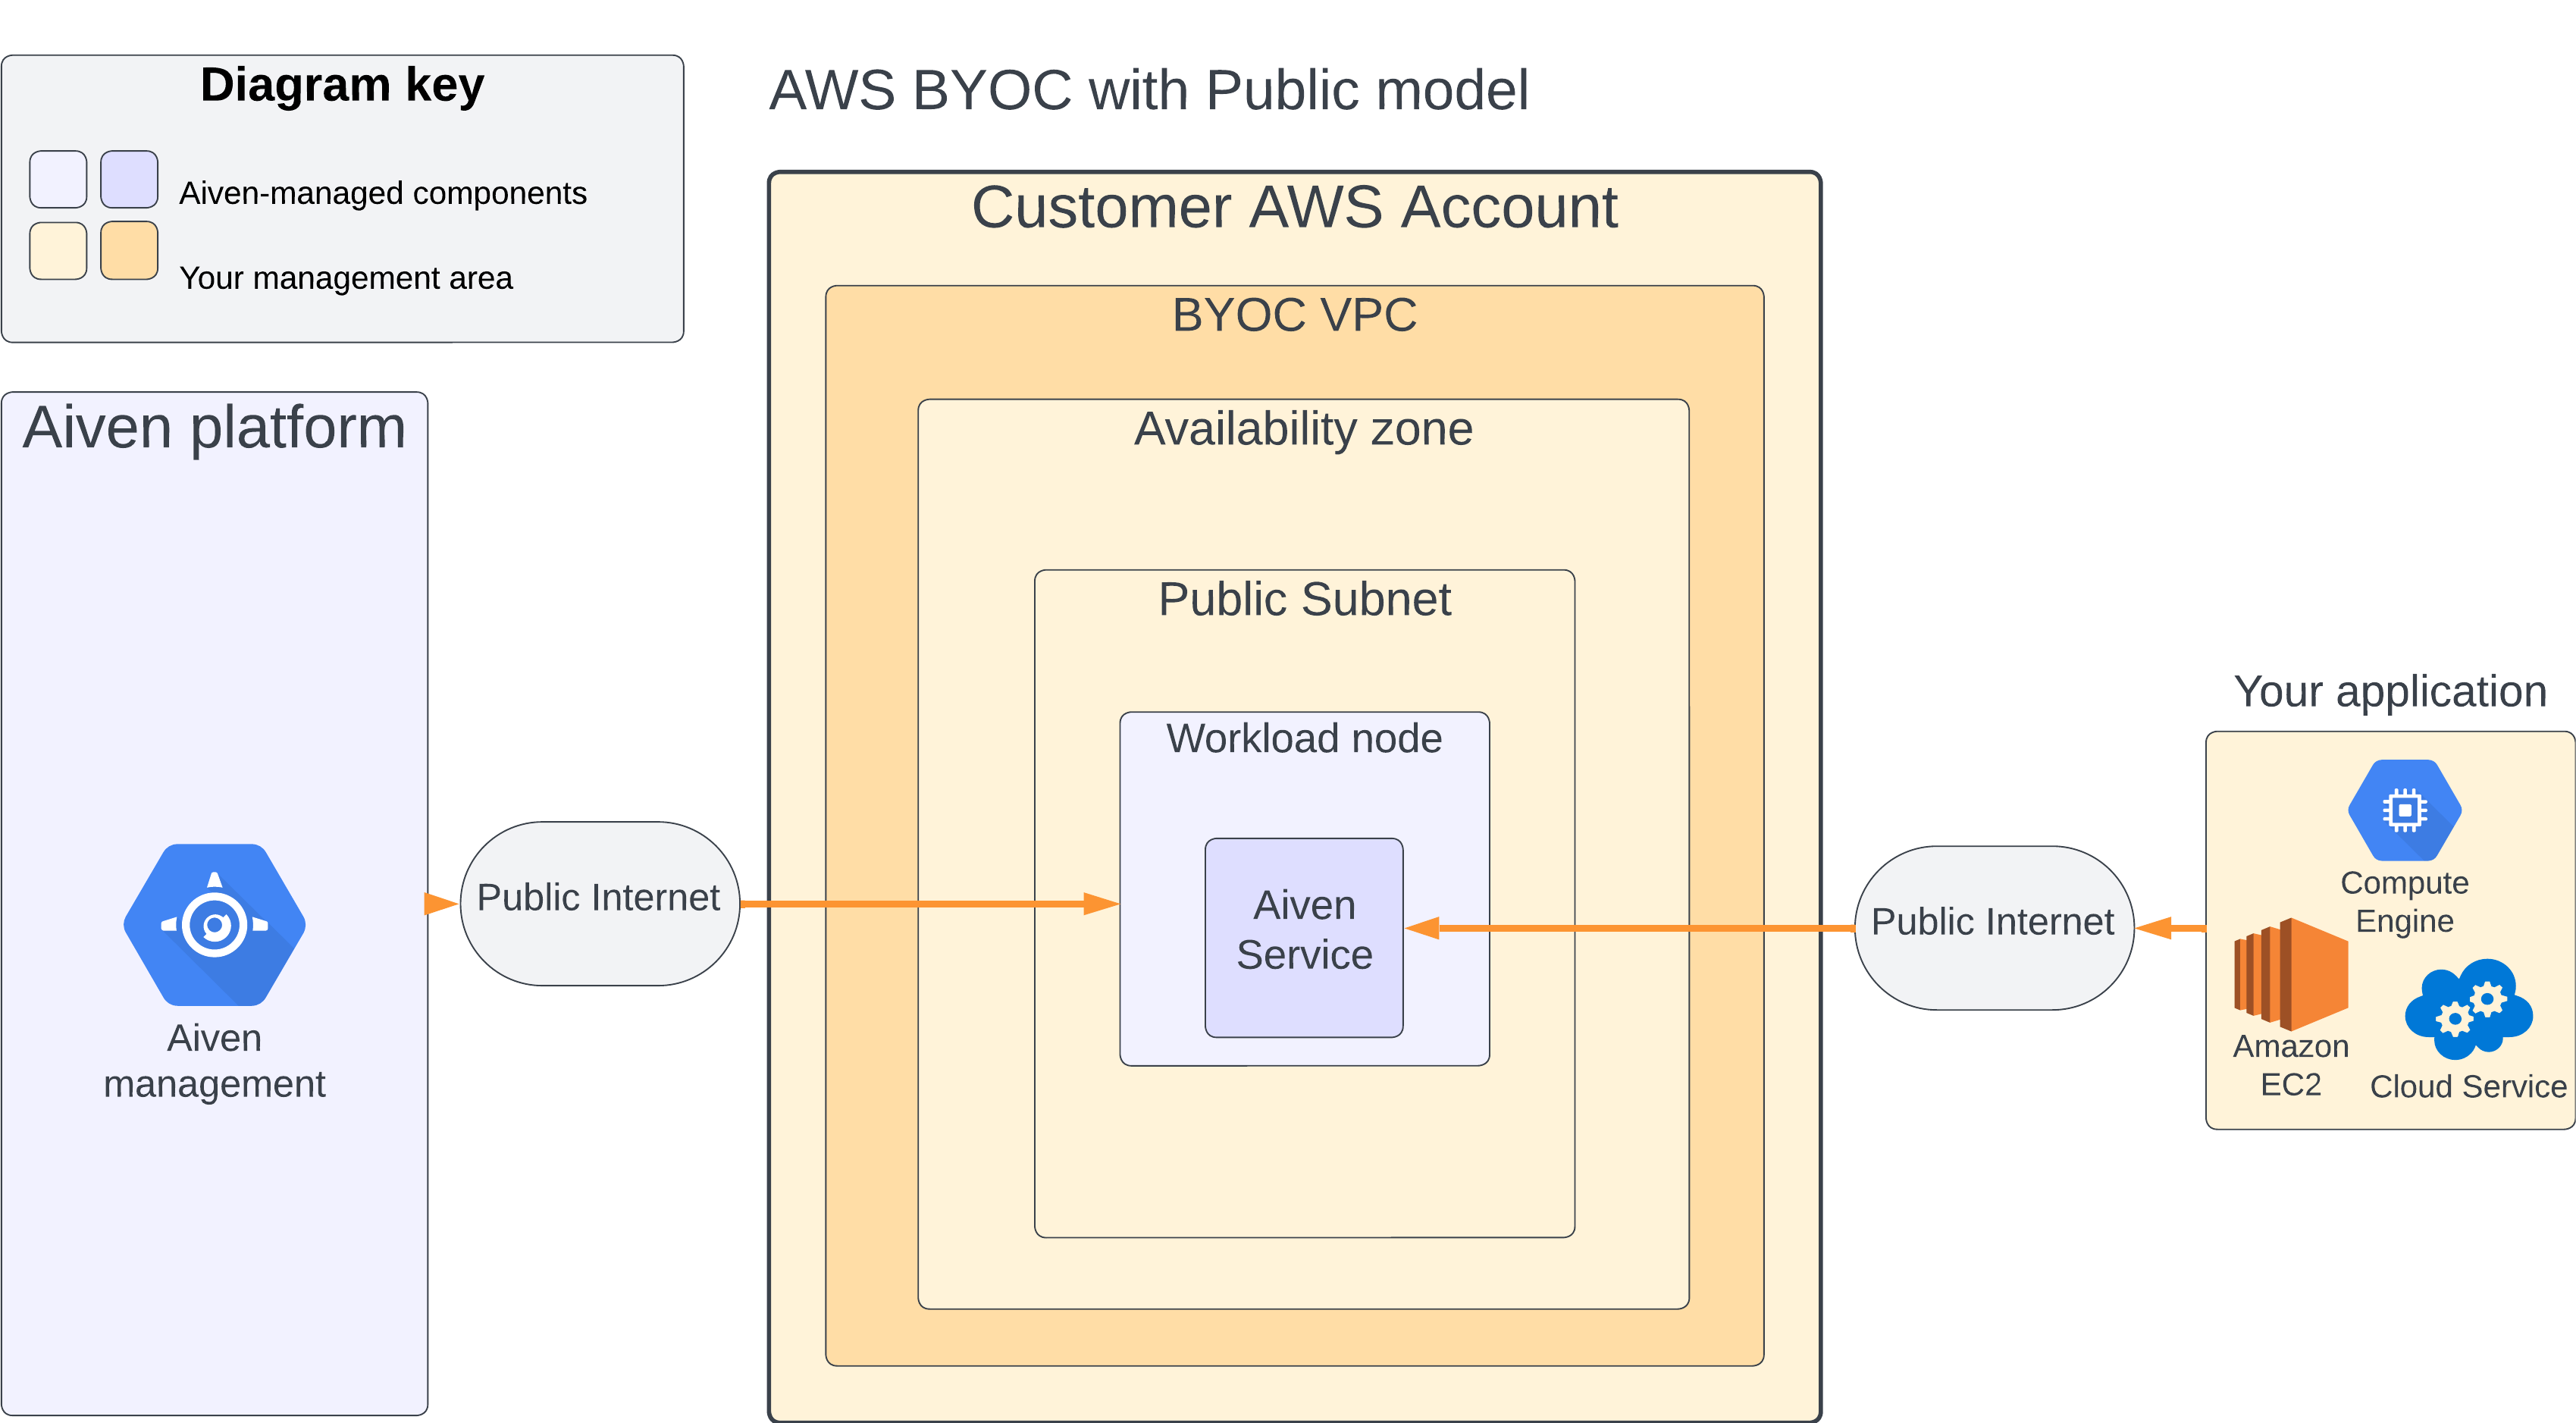 Diagram key
Aiven-managed components
Your management area
AWS BYOC with Public model
Customer AWS Account
BYOC VPC
Availability zone
Public Subnet
Workload node
Aiven
Service
Aiven platform
Aiven
management
Public Internet
Public Internet
Your application
Compute
Engine
Amazon
EC2
Cloud Service